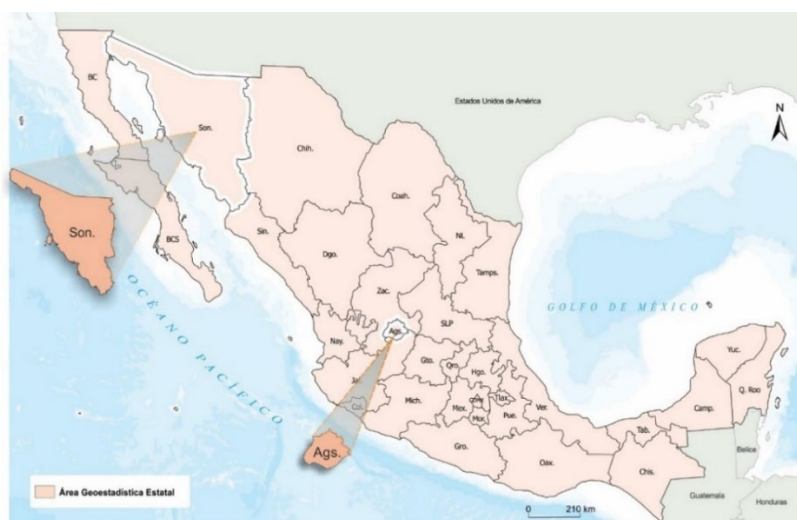 Estados Unidos de América
N
BC
Son.
Chih.
Coah.
Son.
BCS
Sin.
Dgo.
NL
Tamps.
Zac.
SLP
Ags.
Nay.
Gto.
Qro.
Hgo.
Col.
Mich.
Mex.
Tlax.
Mor.
Pue.
Ver.
Gro.
Oax.
Tab.
Chis.
Camp.
Yuc.
Q. Roo
Ags.
OCÉANO PACÍFICO
GOLFO DE MÉXICO
Belice
Guatemala
Honduras
Área Geoestadística Estatal
0 210 km